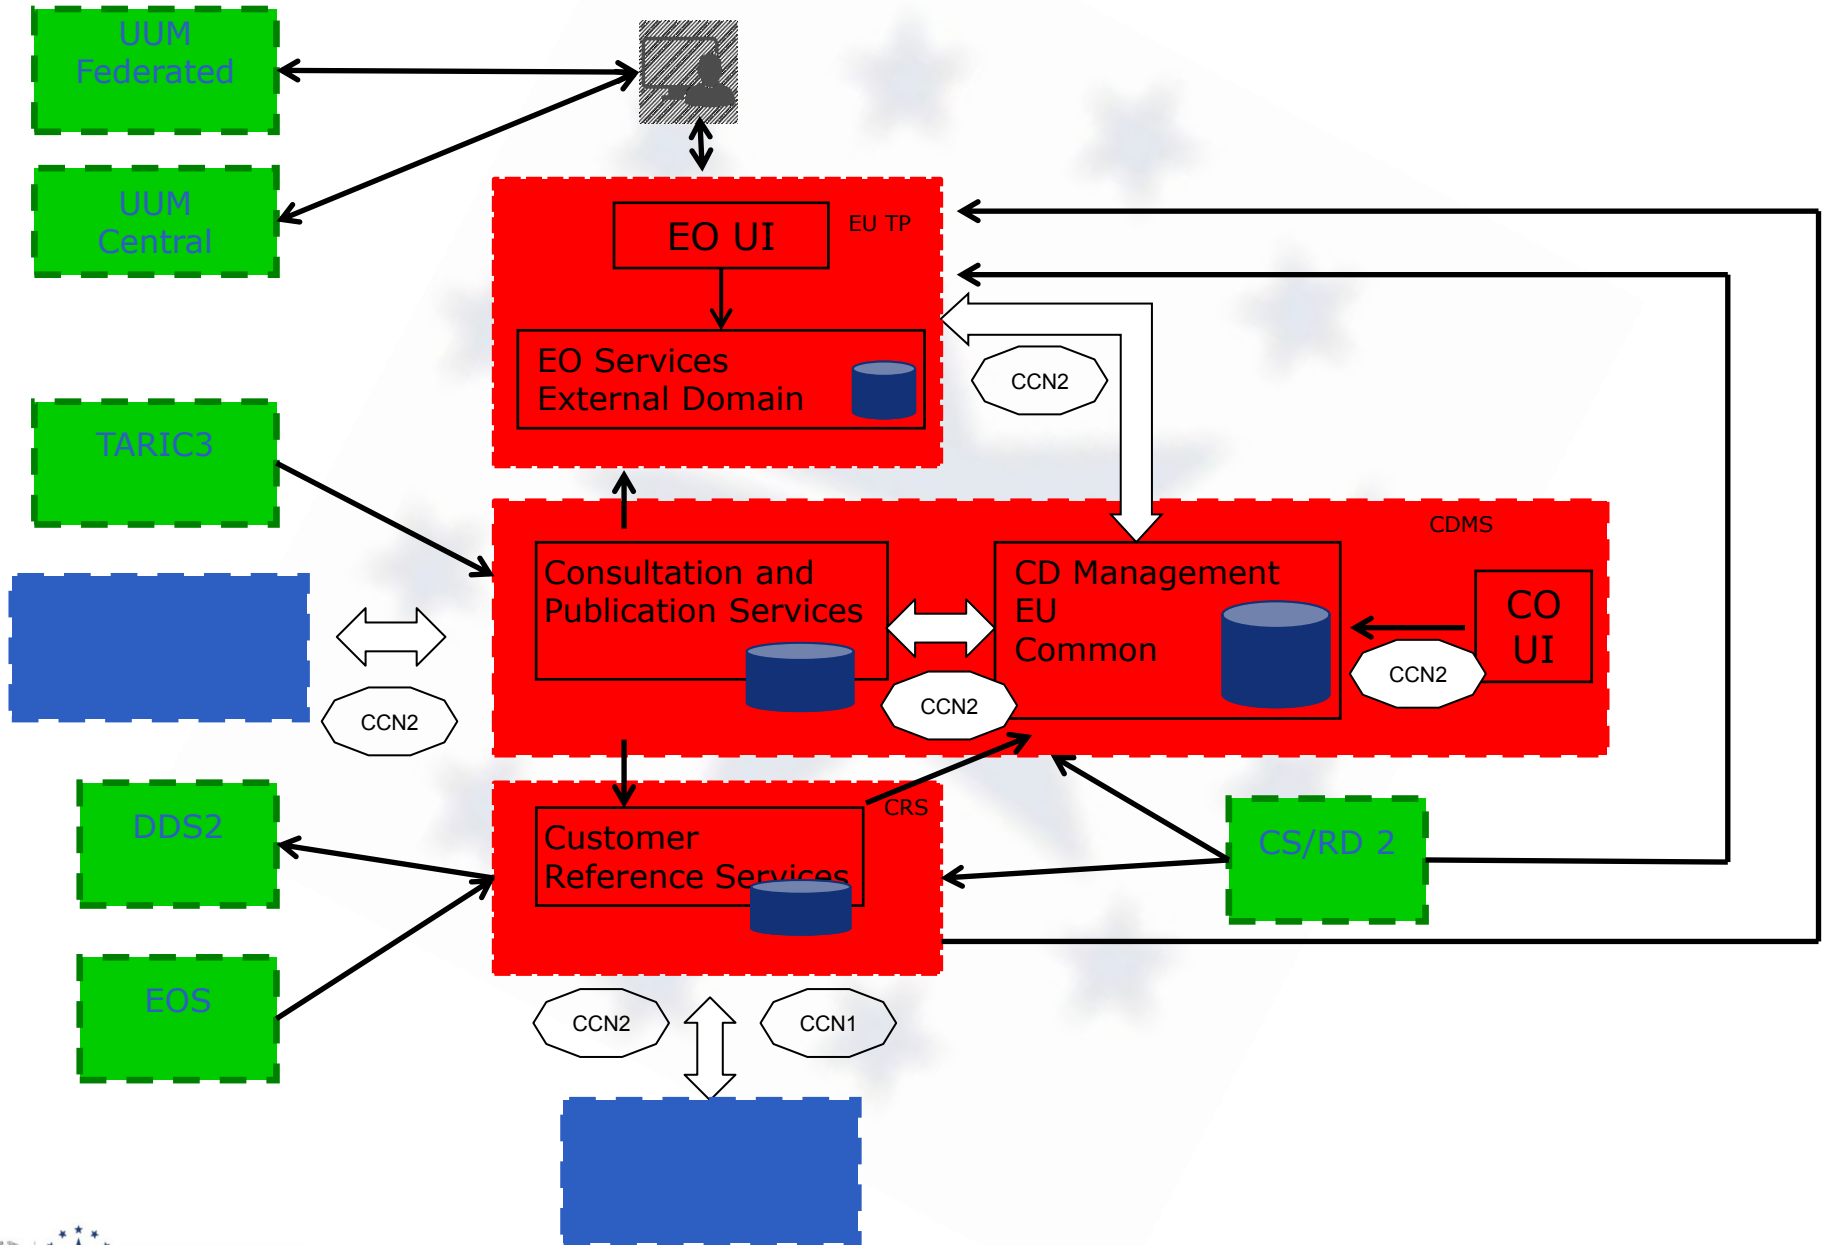 UUM
Federated
UUM
Central
EO UI
EU TP
EO Services
External Domain
CCN2
TARIC3
CDMS
Consultation and
Publication Services
CD Management
EU
Common
CO
UI
CCN2
CCN2
CCN2
DDS2
CRS
Customer
Reference Services
CS/RD 2
EOS
CCN2
CCN1